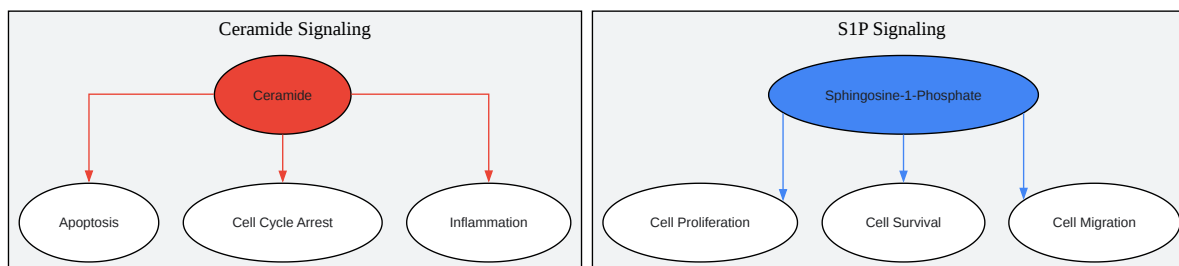 Ceramide Signaling
Ceramide
Apoptosis
Cell Cycle Arrest
Inflammation
S1P Signaling
Sphingosine-1-Phosphate
Cell Proliferation
Cell Survival
Cell Migration